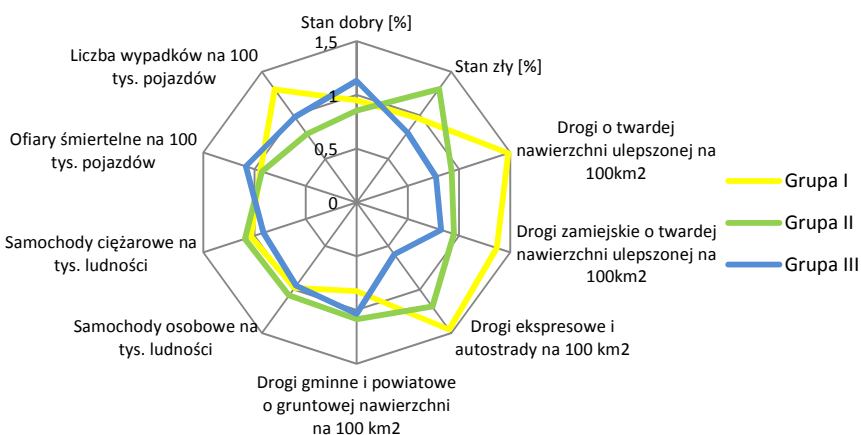 Stan dobry [%]
1,5
1
0,5
0
Stan zły [%]
Drogi o twardej
nawierzchni ulepszonej na
100km2
Drogi zamiejskie o twardej
nawierzchni ulepszonej na
100km2
Drogi ekspresowe i
autostrady na 100 km2
Drogi gminne i powiatowe
o gruntowej nawierzchni
na 100 km2
Samochody osobowe na
tys. ludności
Samochody ciężarowe na
tys. ludności
Ofiary śmiertelne na 100
tys. pojazdów
Liczba wypadków na 100
tys. pojazdów
Grupa I
Grupa II
Grupa III